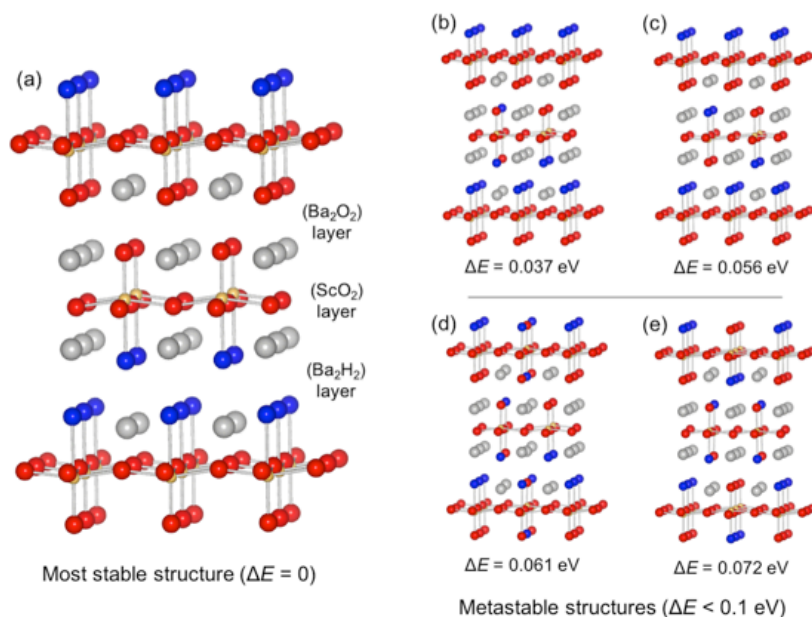 (a)
(Ba₂O₂)
layer
(ScO₂)
layer
(Ba₂H₂)
layer
Most stable structure (ΔE = 0)
(b)
(c)
ΔE = 0.037 eV
ΔE = 0.056 eV
(d)
(e)
ΔE = 0.061 eV
ΔE = 0.072 eV
Metastable structures (ΔE < 0.1 eV)